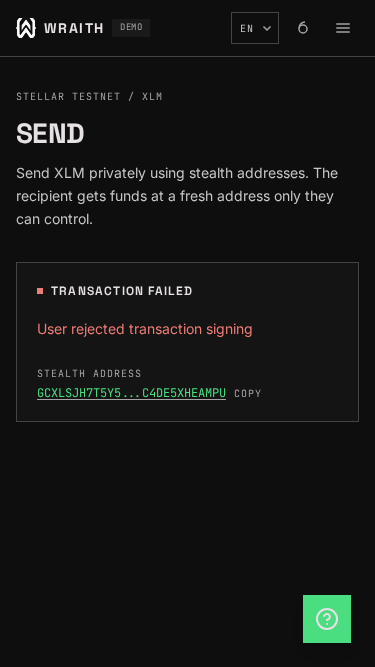 WRAITH DEMO EN
STELLAR TESTNET / XLM
SEND
Send XLM privately using stealth addresses. The
recipient gets funds at a fresh address only they
can control.
TRANSACTION FAILED
User rejected transaction signing
STEALTH ADDRESS
GCXLSJH7T5Y5...C4DE5XHEAMPU COPY